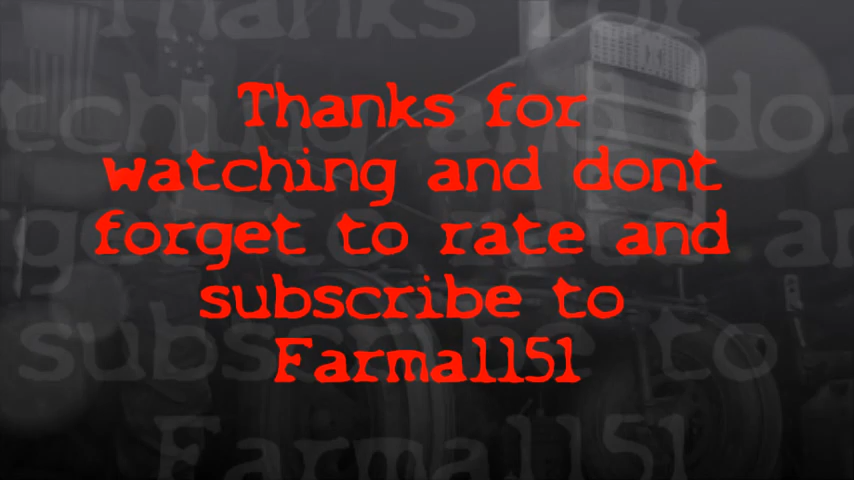 Thanks for
watching and dont
forget to rate and
subscribe to
Farmall51